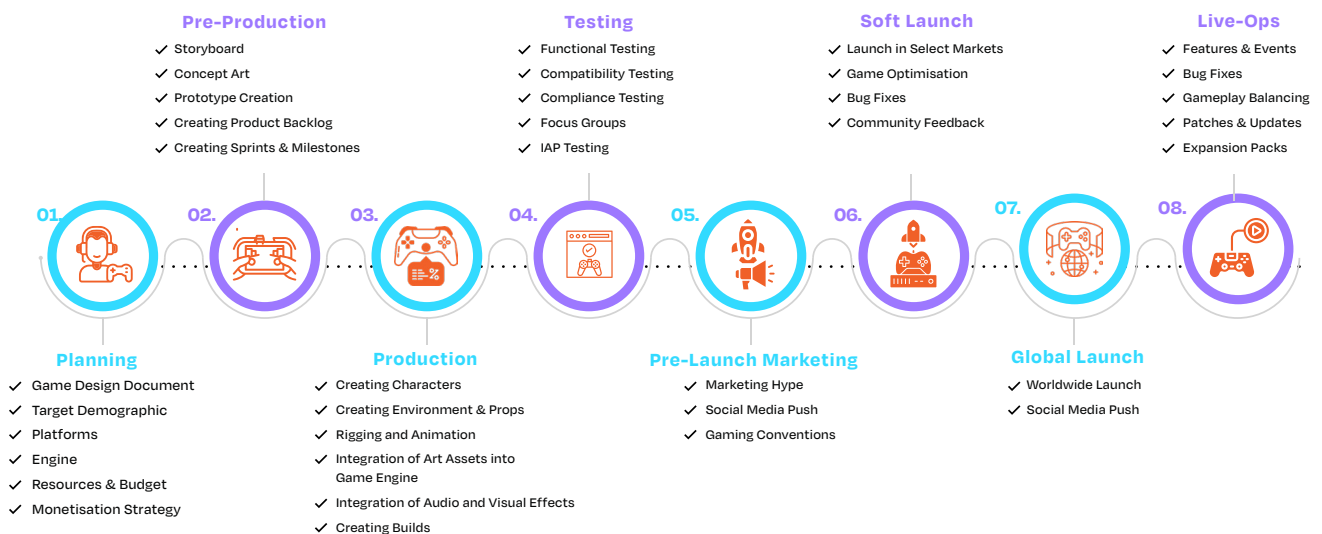 01.
Planning
Game Design Document
Target Demographic
Platforms
Engine
Resources & Budget
Monetisation Strategy
02.
Pre-Production
Storyboard
Concept Art
Prototype Creation
Creating Product Backlog
Creating Sprints & Milestones
03.
Production
Creating Characters
Creating Environment & Props
Rigging and Animation
Integration of Art Assets into
Game Engine
Integration of Audio and Visual Effects
Creating Builds
%
04.
Testing
Functional Testing
Compatibility Testing
Compliance Testing
Focus Groups
IAP Testing
05.
Pre-Launch Marketing
Marketing Hype
Social Media Push
Gaming Conventions
06.
Soft Launch
Launch in Select Markets
Game Optimisation
Bug Fixes
Community Feedback
07.
Global Launch
Worldwide Launch
Social Media Push
08.
Live-Ops
Features & Events
Bug Fixes
Gameplay Balancing
Patches & Updates
Expansion Packs